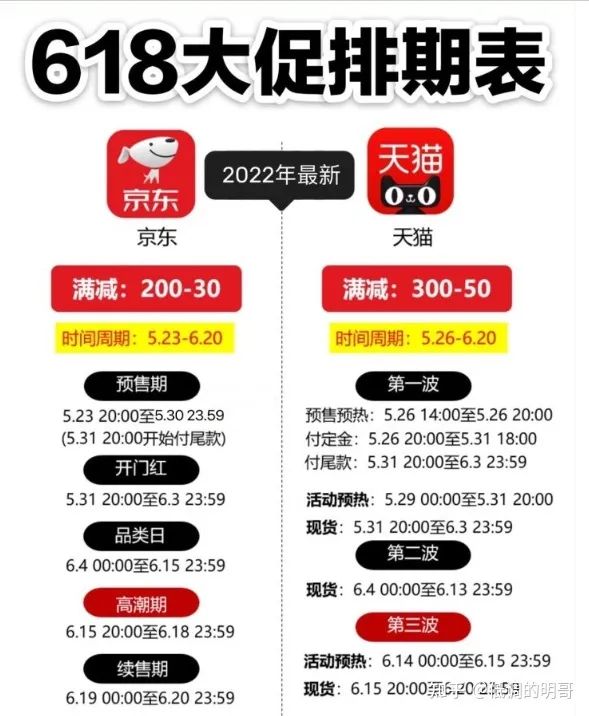 618大促排期表
2022年最新
京东
京东
满减：200-30
时间周期：5.23-6.20
预售期
5.23 20:00至5.30 23.59
(5.31 20:00开始付尾款)
开门红
5.31 20:00至6.3 23:59
品类日
6.4 00:00至6.15 23:59
高潮期
6.15 20:00至6.18 23:59
续售期
6.19 00:00至6.20 23:59
天猫
天猫
满减：300-50
时间周期：5.26-6.20
第一波
预售预热：5.26 14:00至5.26 20:00
付定金：5.26 20:00至5.31 18:00
付尾款：5.31 20:00至6.3 23:59
活动预热：5.29 00:00至5.31 20:00
现货：5.31 20:00至6.3 23:59
第二波
现货：6.4 00:00至6.13 23:59
第三波
活动预热：6.14 00:00至6.15 23:59
现货：6.15 20:00至6.20 23:59
知乎 的明哥